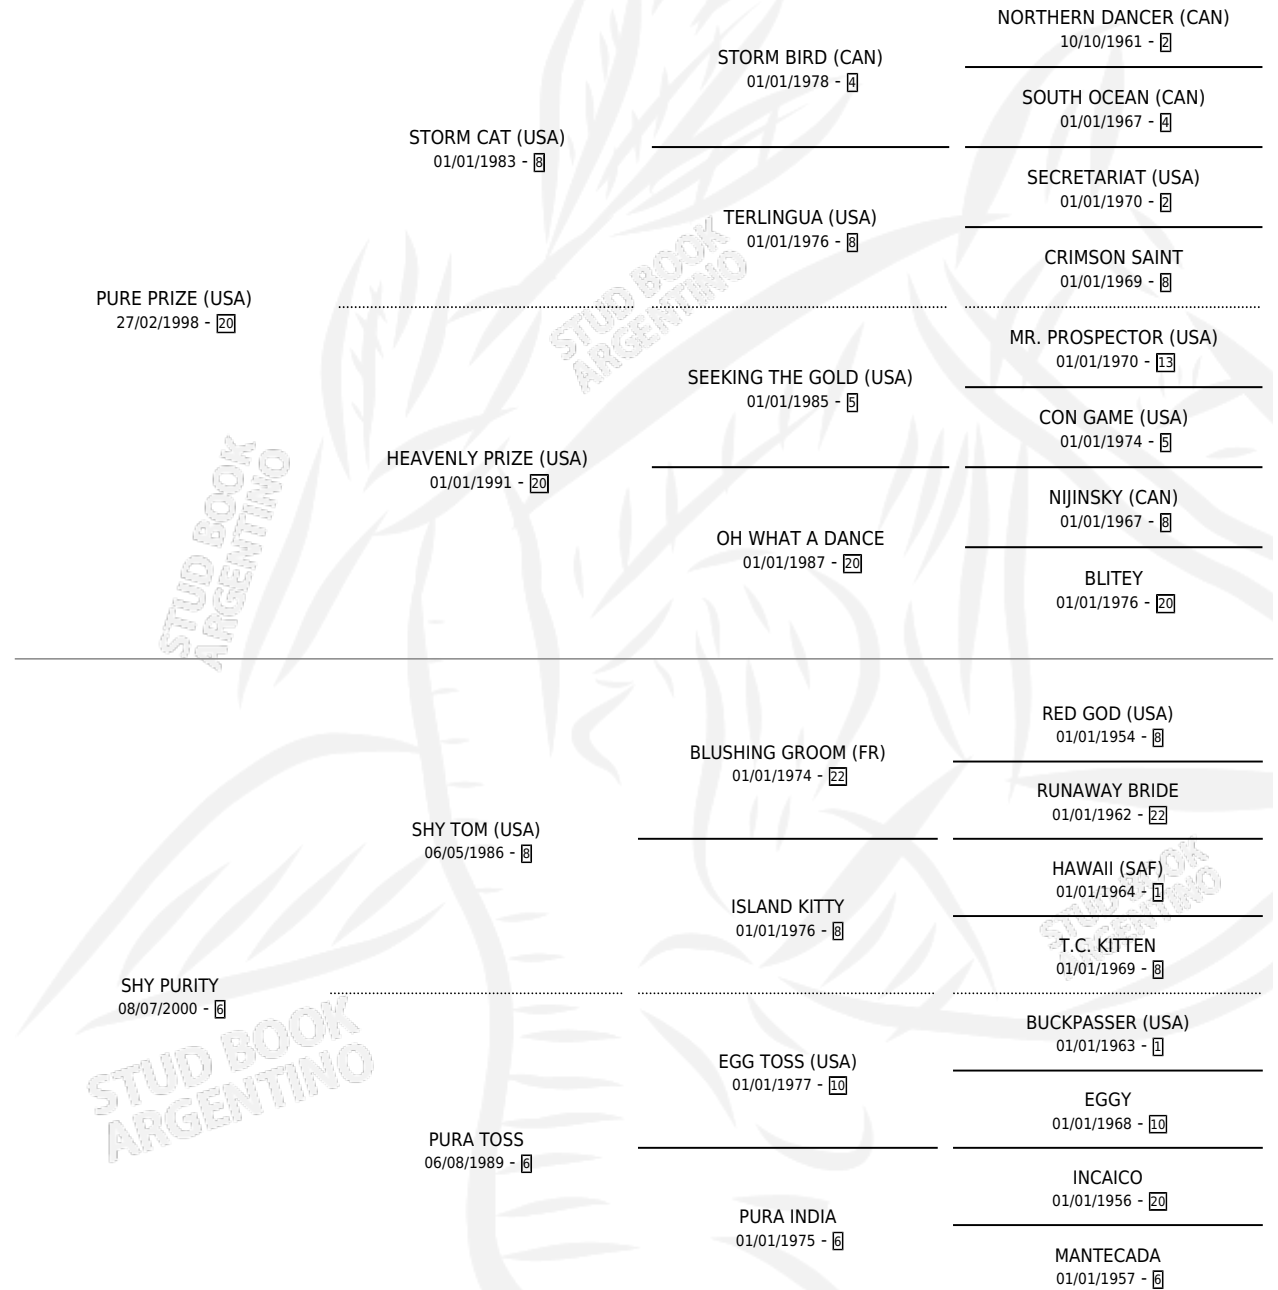 NORTHERN DANCER (CAN)
10/10/1961 - 2
STORM BIRD (CAN)
01/01/1978 - 4
SOUTH OCEAN (CAN)
01/01/1967 - 4
STORM CAT (USA)
01/01/1983 - 8
SECRETARIAT (USA)
01/01/1970 - 2
TERLINGUA (USA)
01/01/1976 - 8
CRIMSON SAINT
01/01/1969 - 8
PURE PRIZE (USA)
27/02/1998 - 20
MR. PROSPECTOR (USA)
01/01/1970 - 13
SEEKING THE GOLD (USA)
01/01/1985 - 5
CON GAME (USA)
01/01/1974 - 5
HEAVENLY PRIZE (USA)
01/01/1991 - 20
NIJINSKY (CAN)
01/01/1967 - 8
OH WHAT A DANCE
01/01/1987 - 20
BLITEY
01/01/1976 - 20
RED GOD (USA)
01/01/1954 - 8
BLUSHING GROOM (FR)
01/01/1974 - 22
RUNAWAY BRIDE
01/01/1962 - 22
SHY TOM (USA)
06/05/1986 - 8
HAWAII (SAF)
01/01/1964 - 1
ISLAND KITTY
01/01/1976 - 8
T.C. KITTEN
01/01/1969 - 8
SHY PURITY
08/07/2000 - 6
BUCKPASSER (USA)
01/01/1963 - 1
EGG TOSS (USA)
01/01/1977 - 10
EGGY
01/01/1968 - 10
PURA TOSS
06/08/1989 - 6
INCAICO
01/01/1956 - 20
PURA INDIA
01/01/1975 - 6
MANTECADA
01/01/1957 - 6
STUD BOOK
ARGENTINO
STUD BOOK
ARGENTINO
STUD BOOK
ARGENTINO
STUD BOOK
ARGENTINO